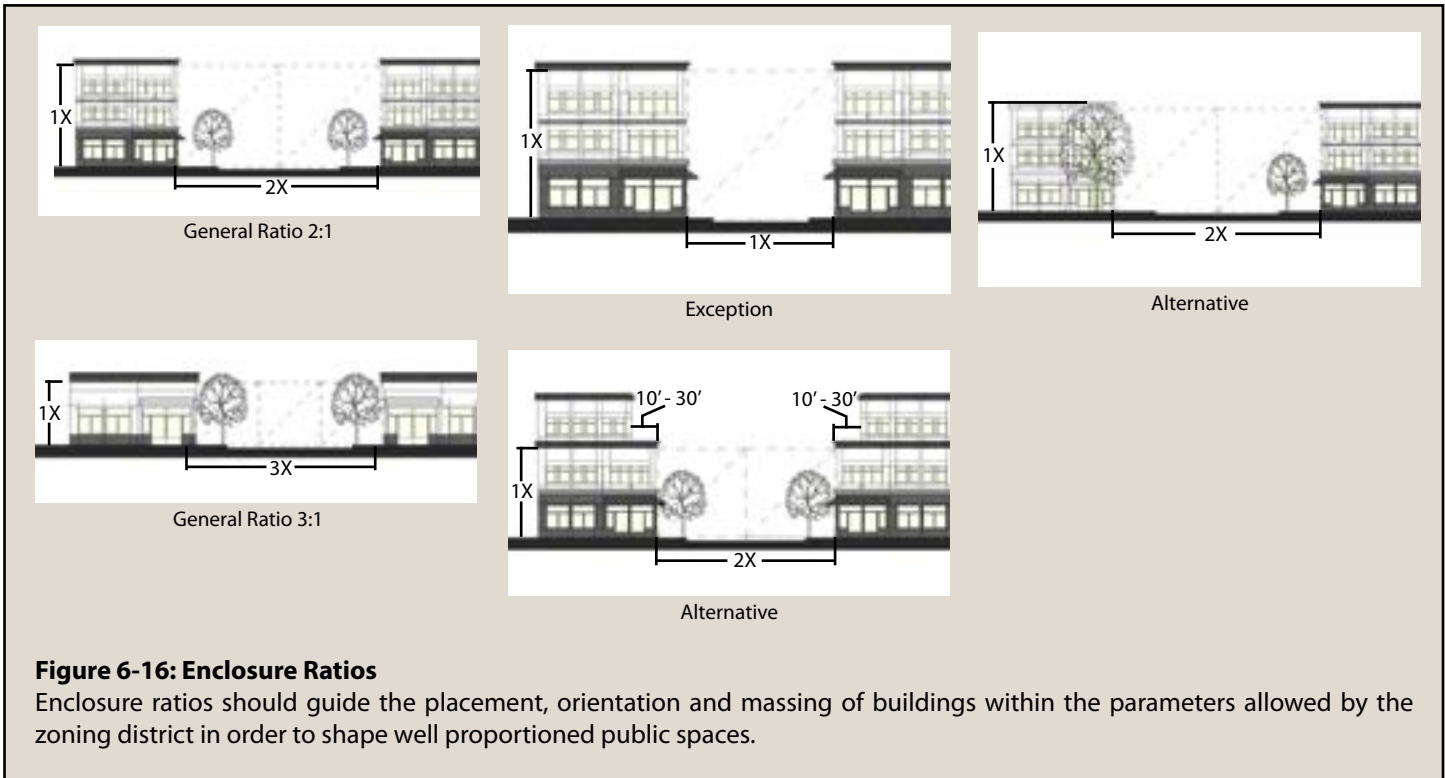 1X
2X
General Ratio 2:1
1X
1X
Exception
1X
2X
Alternative
1X
3X
General Ratio 3:1
10’ - 30’
10’ - 30’
1X
2X
Alternative
Figure 6-16: Enclosure Ratios
Enclosure ratios should guide the placement, orientation and massing of buildings within the parameters allowed by the
zoning district in order to shape well proportioned public spaces.